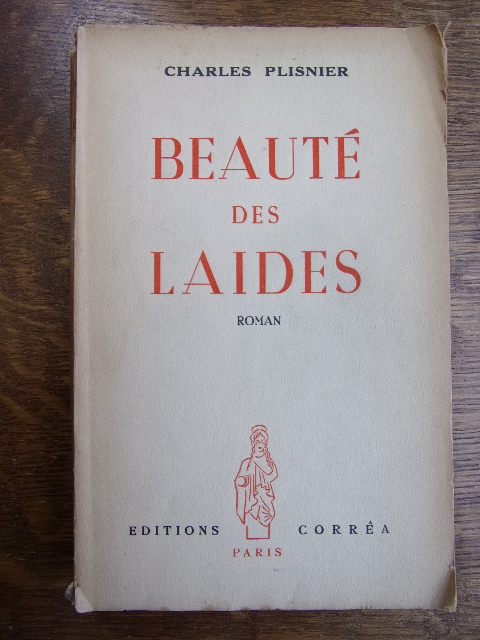 CHARLES PLISNIER
BEAUTÉ
DES
LAIDES
ROMAN
EDITIONS CORRÊA
PARIS